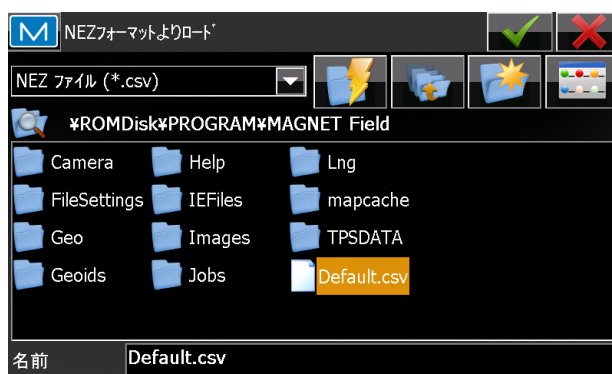 NEZﾌｫｰﾏｯﾄよりﾛｰﾄﾞ
NEZ ﾌｧｲﾙ (*.csv)
¥ROMDisk¥PROGRAM¥MAGNET Field
Camera Help Lng
FileSettings IEFiles mapcache
Geo Images TPSDATA
Geoids Jobs Default.csv
名前 Default.csv